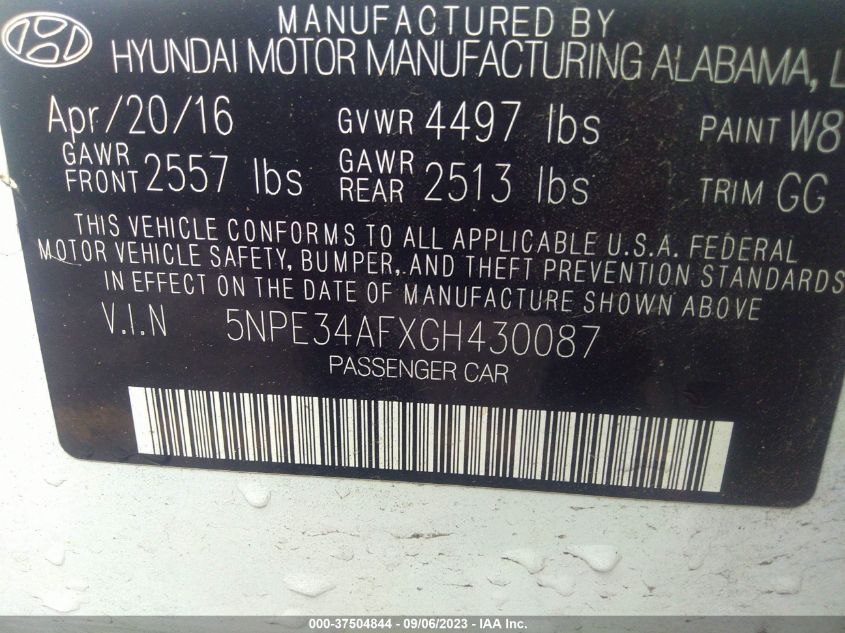 MANUFACTURED BY
HYUNDAI MOTOR MANUFACTURING ALABAMA, L
Apr/20/16 GVWR 4497 lbs PAINT W8
GAWR FRONT 2557 lbs GAWR REAR 2513 lbs TRIM GG
THIS VEHICLE CONFORMS TO ALL APPLICABLE U.S.A. FEDERAL
MOTOR VEHICLE SAFETY, BUMPER, AND THEFT PREVENTION STANDARDS
IN EFFECT ON THE DATE OF MANUFACTURE SHOWN ABOVE
V.I.N 5NPE34AFXGH430087
PASSENGER CAR
000-37504844 - 09/06/2023 - IAA Inc.